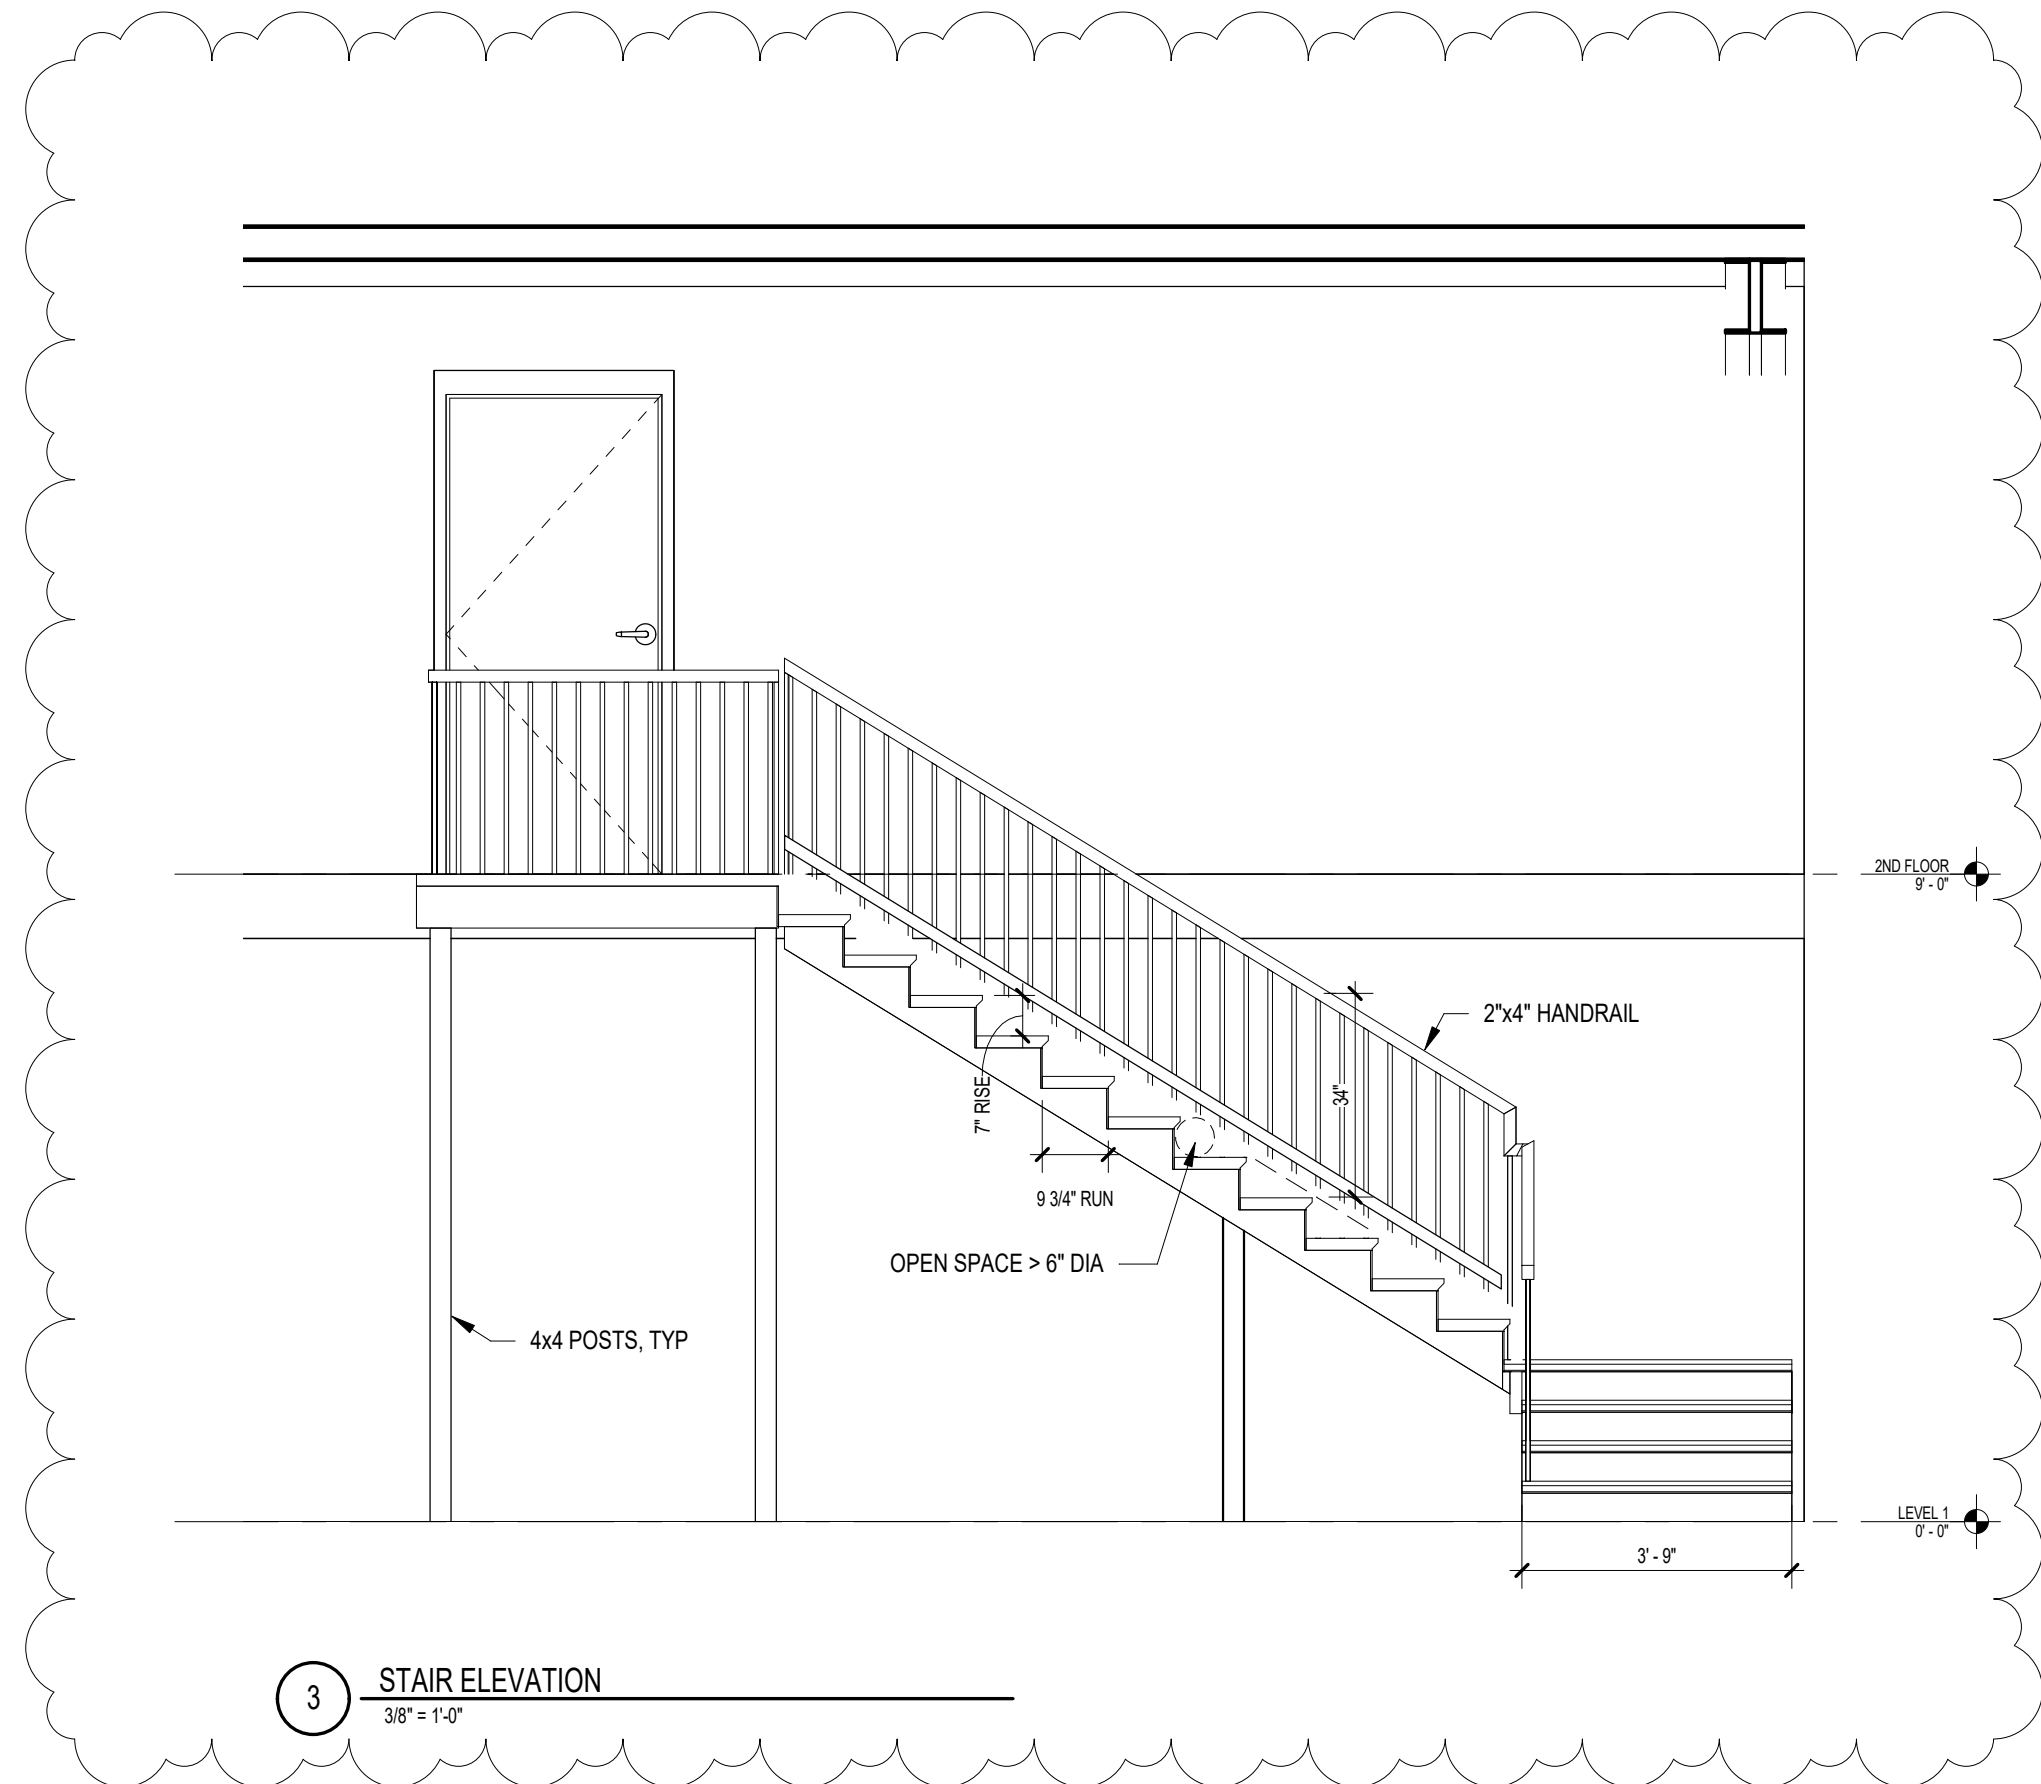 2ND FLOOR
9' - 0"
2"x4" HANDRAIL
34"
7" RISE
9 3/4" RUN
OPEN SPACE > 6" DIA
4x4 POSTS, TYP
LEVEL 1
0' - 0"
3' - 9"
3
STAIR ELEVATION
3/8" = 1'-0"